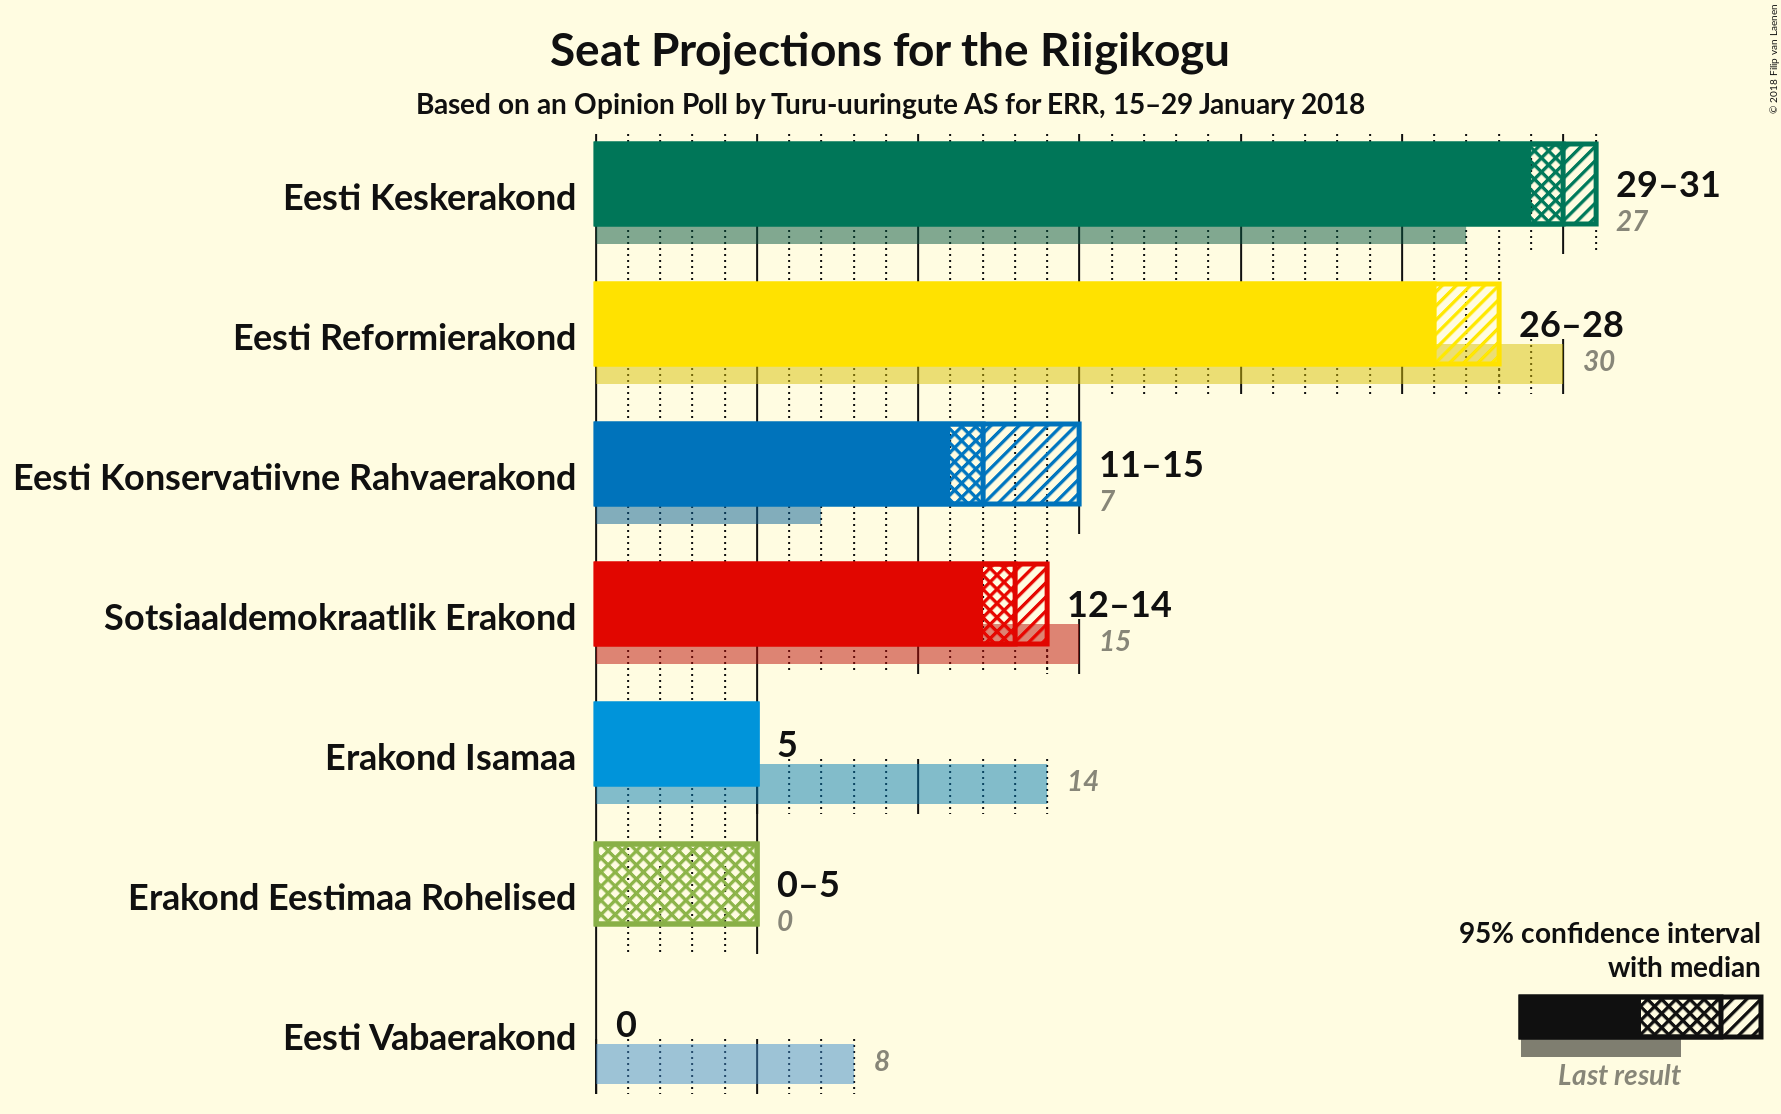 Seat Projections for the Riigikogu
Based on an Opinion Poll by Turu-uuringute AS for ERR, 15–29 January 2018
© 2018 Filip van Laenen
Eesti Keskerakond
29–31
27
Eesti Reformierakond
26–28
30
Eesti Konservatiivne Rahvaerakond
11–15
7
Sotsiaaldemokraatlik Erakond
12–14
15
Erakond Isamaa
5
14
Erakond Eestimaa Rohelised
0–5
0
Eesti Vabaerakond
0
8
95% confidence interval
with median
Last result